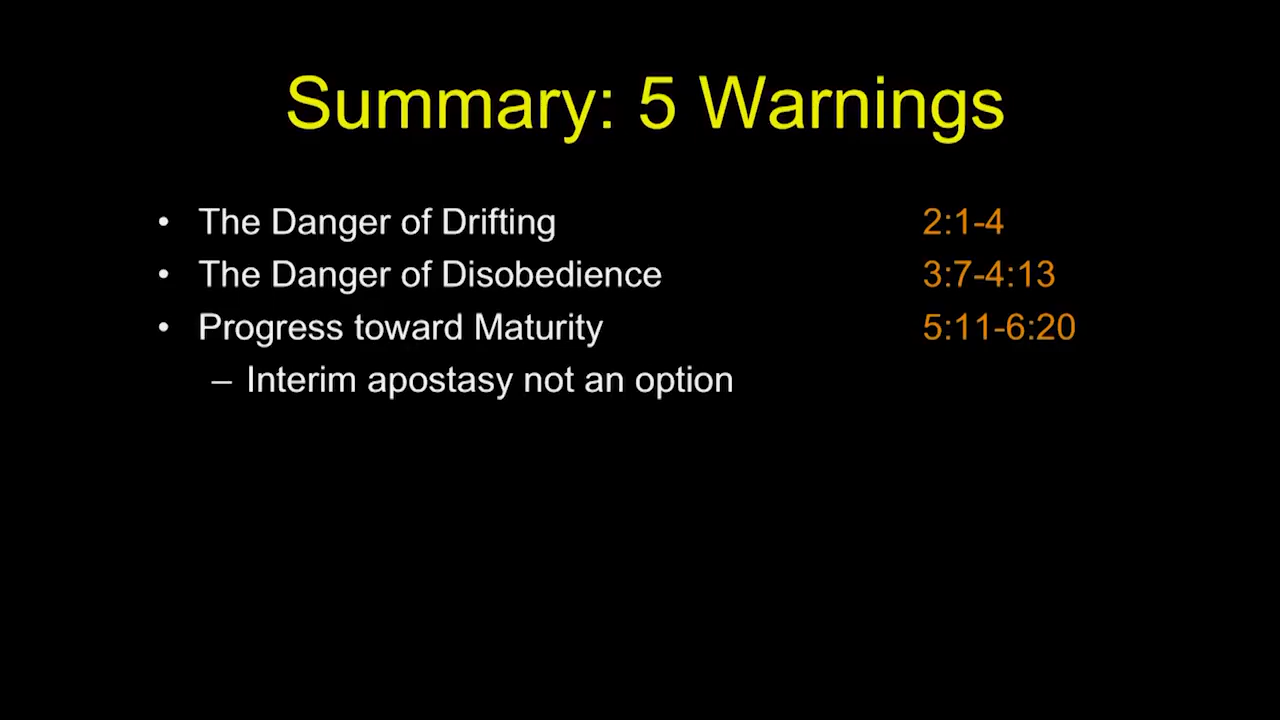 Summary: 5 Warnings
• The Danger of Drifting 2:1-4
• The Danger of Disobedience 3:7-4:13
• Progress toward Maturity 5:11-6:20
– Interim apostasy not an option